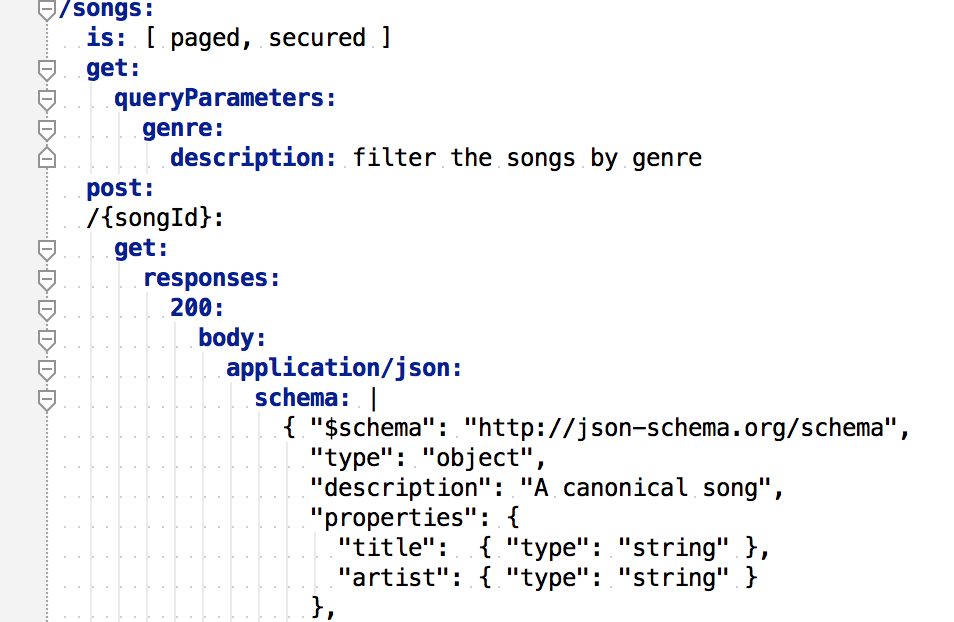 /songs:
is: [ paged, secured ]
get:
queryParameters:
genre:
description: filter the songs by genre
post:
/{songId}:
get:
responses:
200:
body:
application/json:
schema: |
{ "$schema": "http://json-schema.org/schema",
"type": "object",
"description": "A canonical song",
"properties": {
"title":  { "type": "string" },
"artist": { "type": "string" }
},